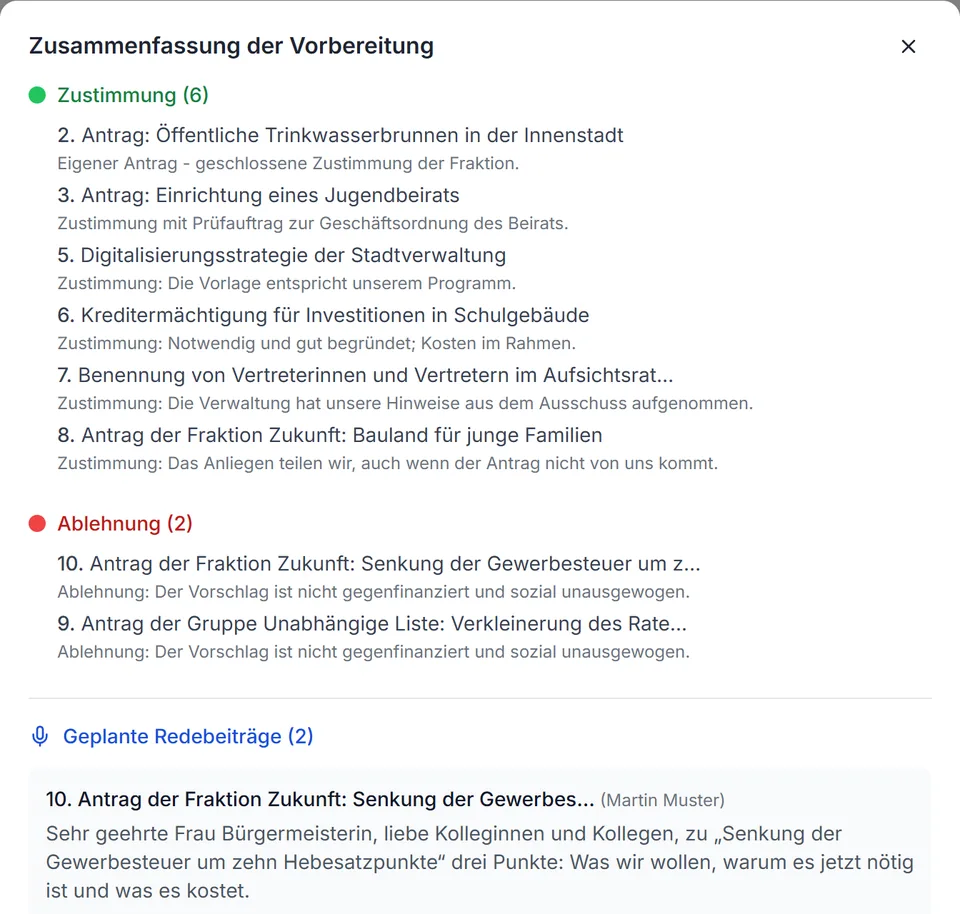 Zusammenfassung der Vorbereitung
Zustimmung (6)
2. Antrag: Öffentliche Trinkwasserbrunnen in der Innenstadt
Eigener Antrag - geschlossene Zustimmung der Fraktion.
3. Antrag: Einrichtung eines Jugendbeirats
Zustimmung mit Prüfauftrag zur Geschäftsordnung des Beirats.
5. Digitalisierungsstrategie der Stadtverwaltung
Zustimmung: Die Vorlage entspricht unserem Programm.
6. Kreditermächtigung für Investitionen in Schulgebäude
Zustimmung: Notwendig und gut begründet; Kosten im Rahmen.
7. Benennung von Vertreterinnen und Vertretern im Aufsichtsrat...
Zustimmung: Die Verwaltung hat unsere Hinweise aus dem Ausschuss aufgenommen.
8. Antrag der Fraktion Zukunft: Bauland für junge Familien
Zustimmung: Das Anliegen teilen wir, auch wenn der Antrag nicht von uns kommt.
Ablehnung (2)
10. Antrag der Fraktion Zukunft: Senkung der Gewerbesteuer um z...
Ablehnung: Der Vorschlag ist nicht gegenfinanziert und sozial unausgewogen.
9. Antrag der Gruppe Unabhängige Liste: Verkleinerung des Rate...
Ablehnung: Der Vorschlag ist nicht gegenfinanziert und sozial unausgewogen.
Geplante Redebeiträge (2)
10. Antrag der Fraktion Zukunft: Senkung der Gewerbes... (Martin Muster)
Sehr geehrte Frau Bürgermeisterin, liebe Kolleginnen und Kollegen, zu „Senkung der
Gewerbesteuer um zehn Hebesatzpunkte“ drei Punkte: Was wir wollen, warum es jetzt nötig
ist und was es kostet.